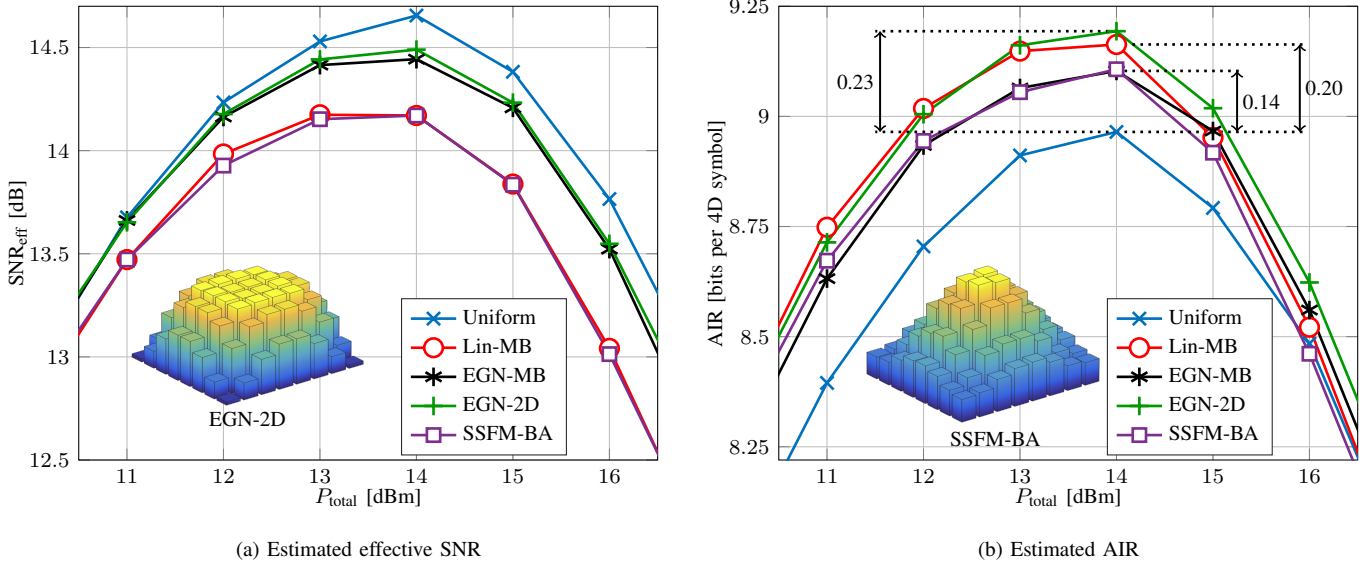 14.5
14
13.5
13
12.5
SNR_eff [dB]
11 12 13 14 15 16
P_total [dBm]
EGN-2D
Uniform
Lin-MB
EGN-MB
EGN-2D
SSFM-BA
(a) Estimated effective SNR
9.25
9
8.75
8.5
8.25
AIR [bits per 4D symbol]
0.23
0.20
0.14
11 12 13 14 15 16
P_total [dBm]
SSFM-BA
Uniform
Lin-MB
EGN-MB
EGN-2D
SSFM-BA
(b) Estimated AIR